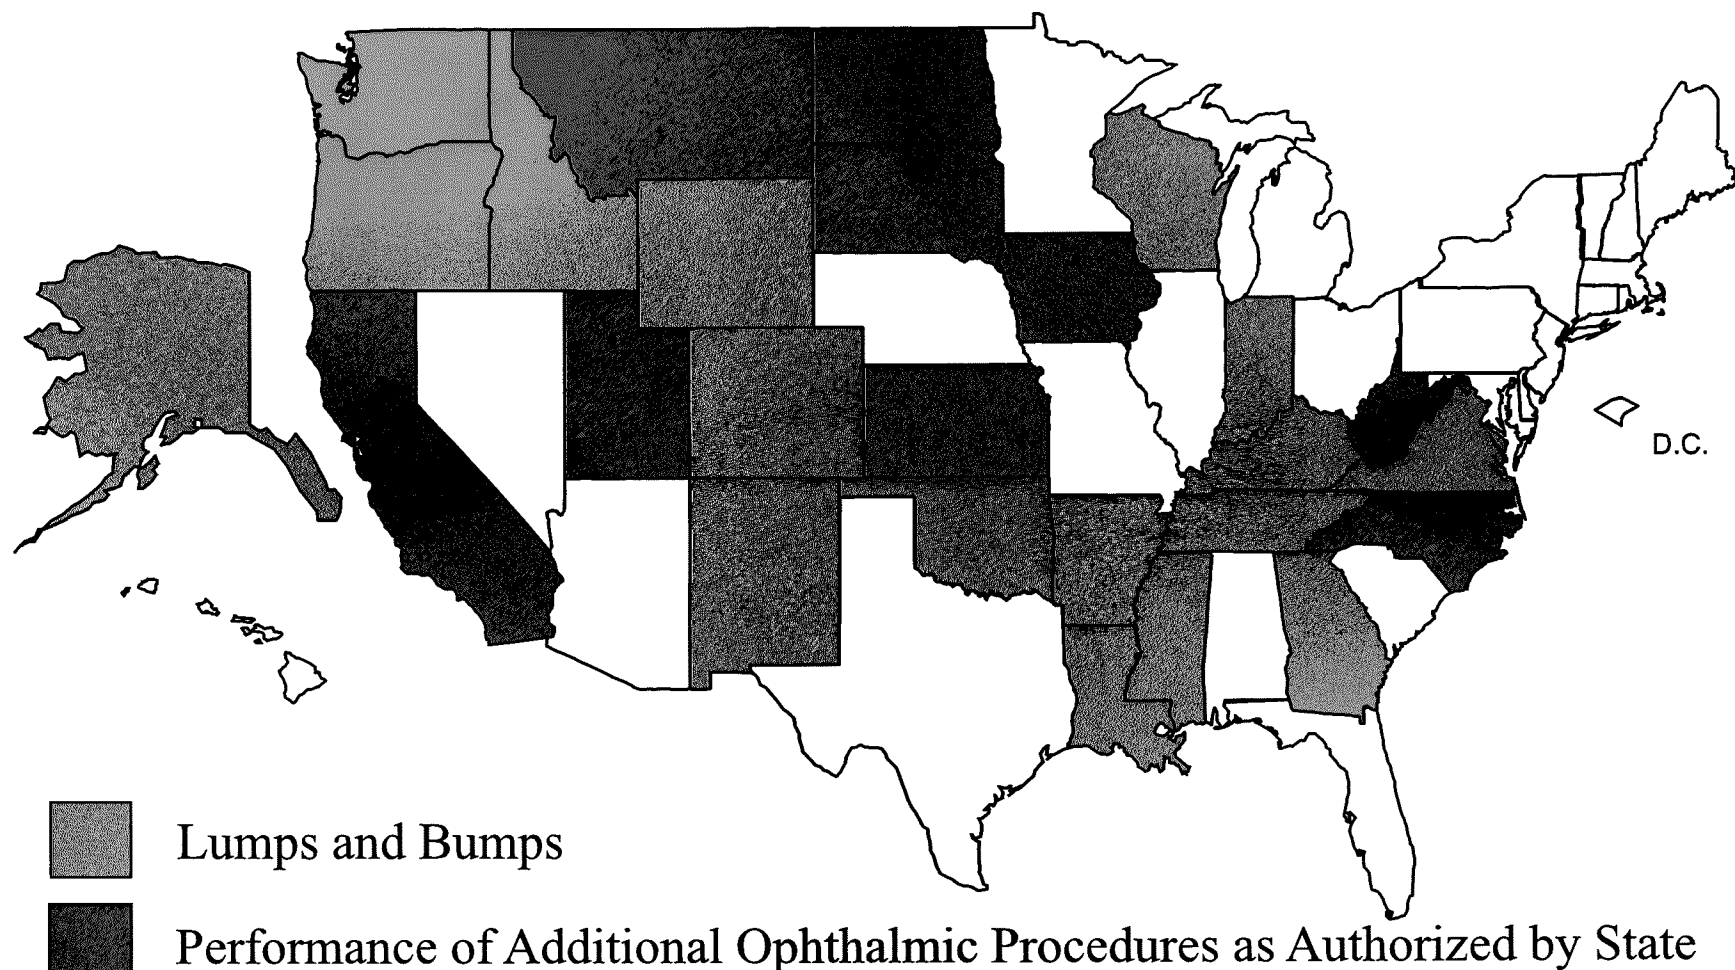 D.C.
Lumps and Bumps
Performance of Additional Ophthalmic Procedures as Authorized by State